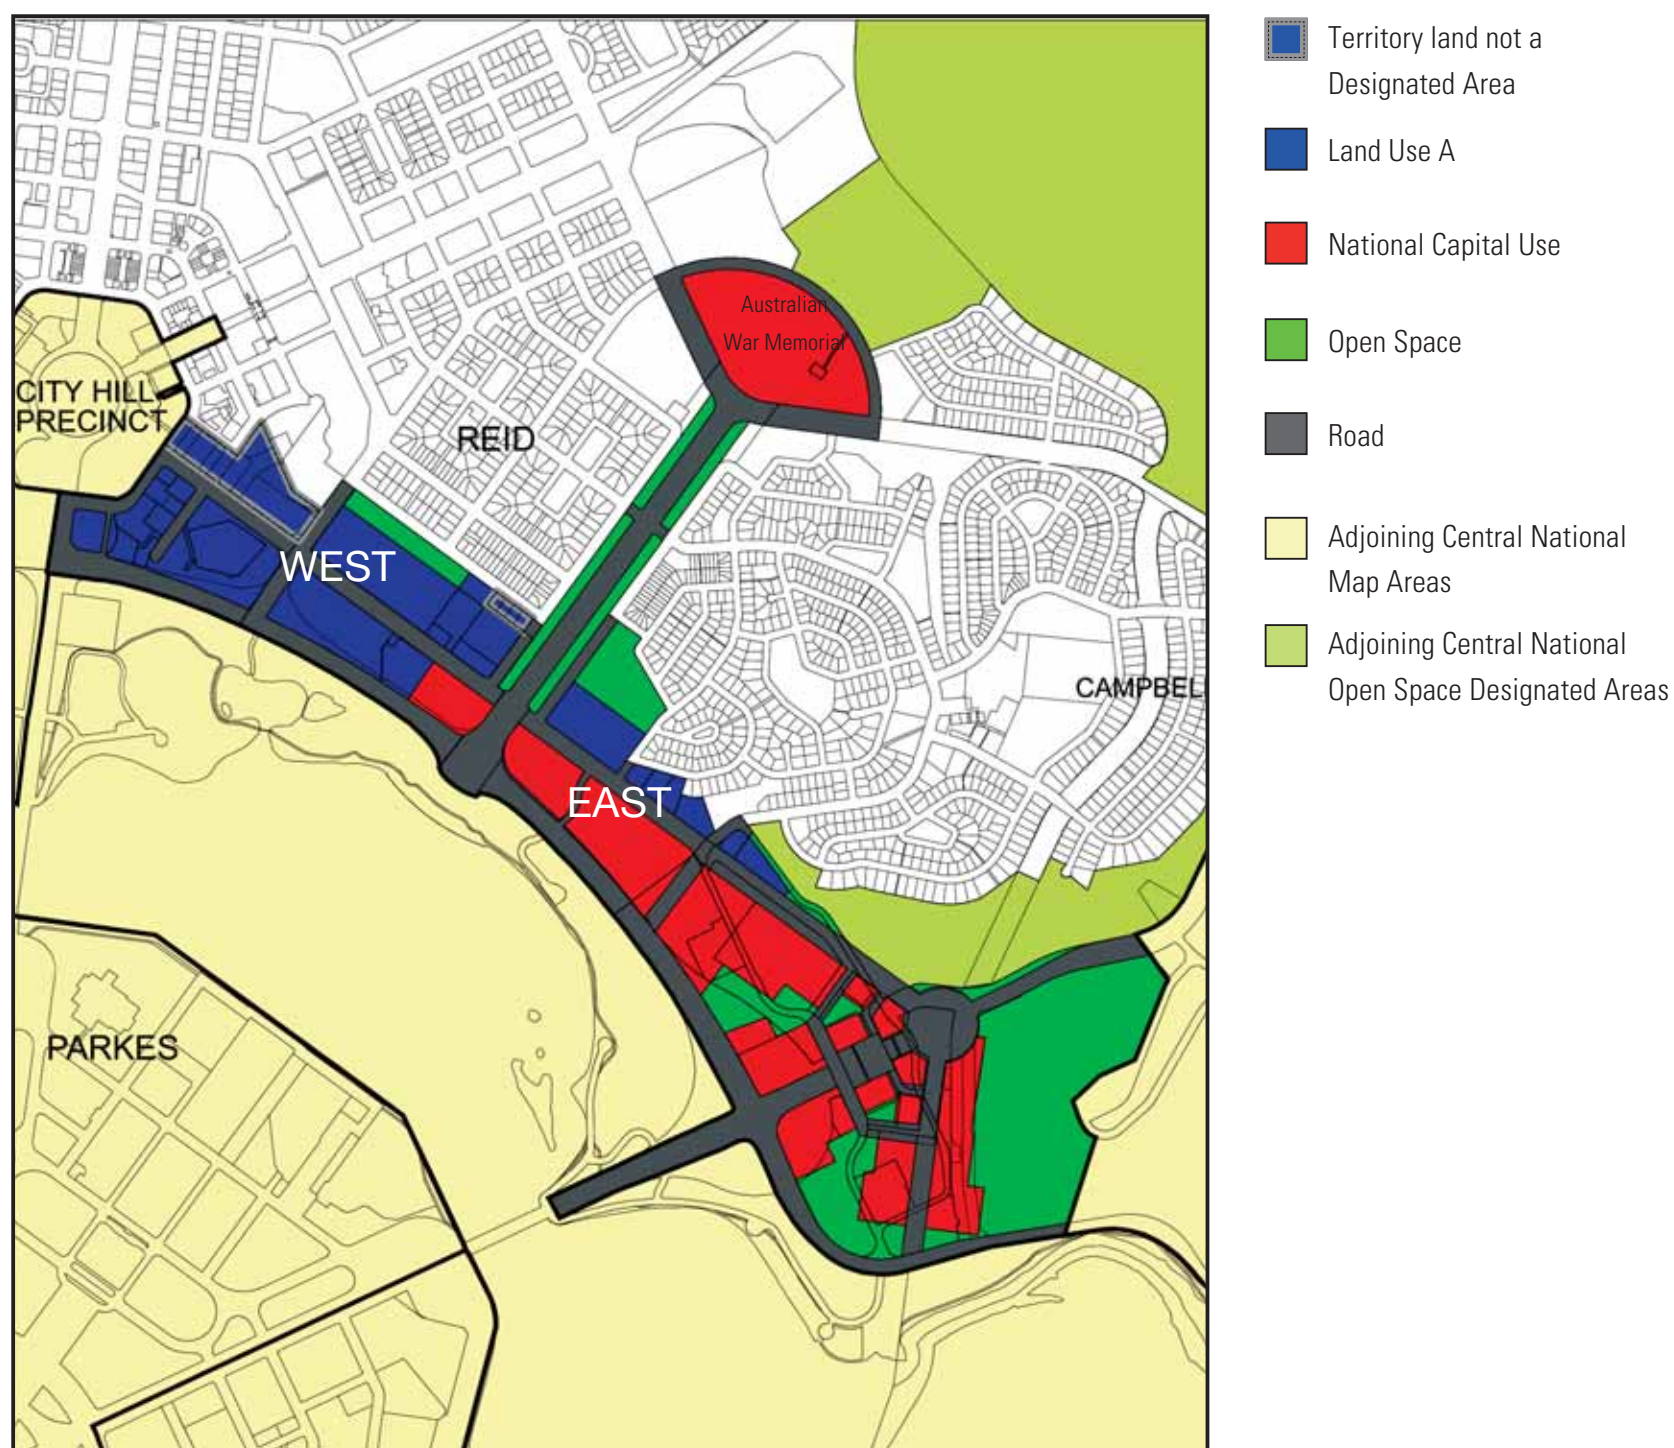 Australian
War Memorial
CITY HILL
PRECINCT
REID
WEST
CAMPBEL
EAST
PARKES
Territory land not a
Designated Area
Land Use A
National Capital Use
Open Space
Road
Adjoining Central National
Map Areas
Adjoining Central National
Open Space Designated Areas